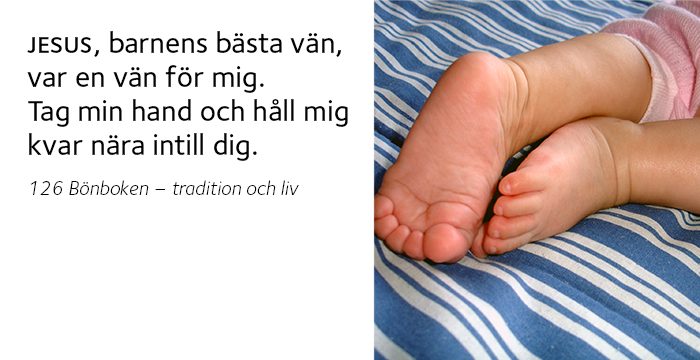 JESUS, barnens bästa vän,
var en vän för mig.
Tag min hand och håll mig
kvar nära intill dig.
126 Bönboken – tradition och liv